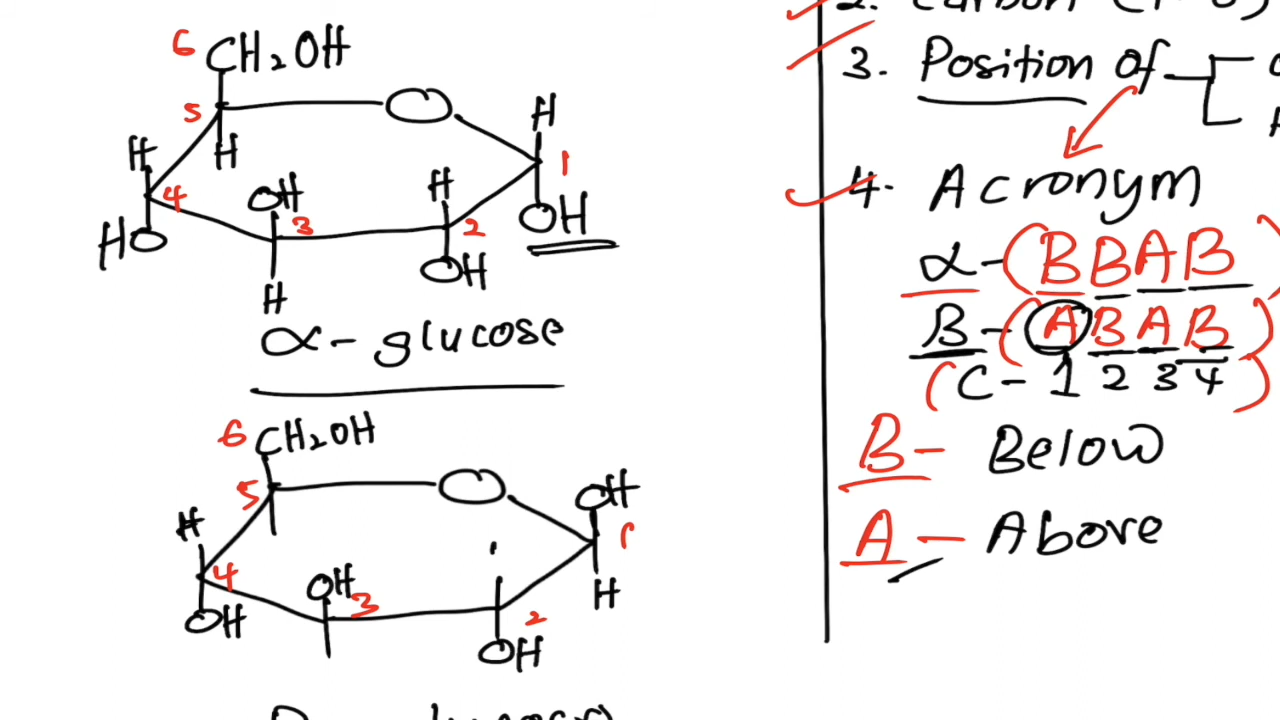 6 CH₂OH
5 O H
H H 1
4 OH 3 H 2
HO OH
H OH
α - glucose
6 CH₂OH
5 O OH
H 1
4 OH 3 H
OH 2
OH
3. Position of
4. Acronym
α - (BBAB
B - (ABAB)
(C - 1 2 3 4)
B - Below
A - Above